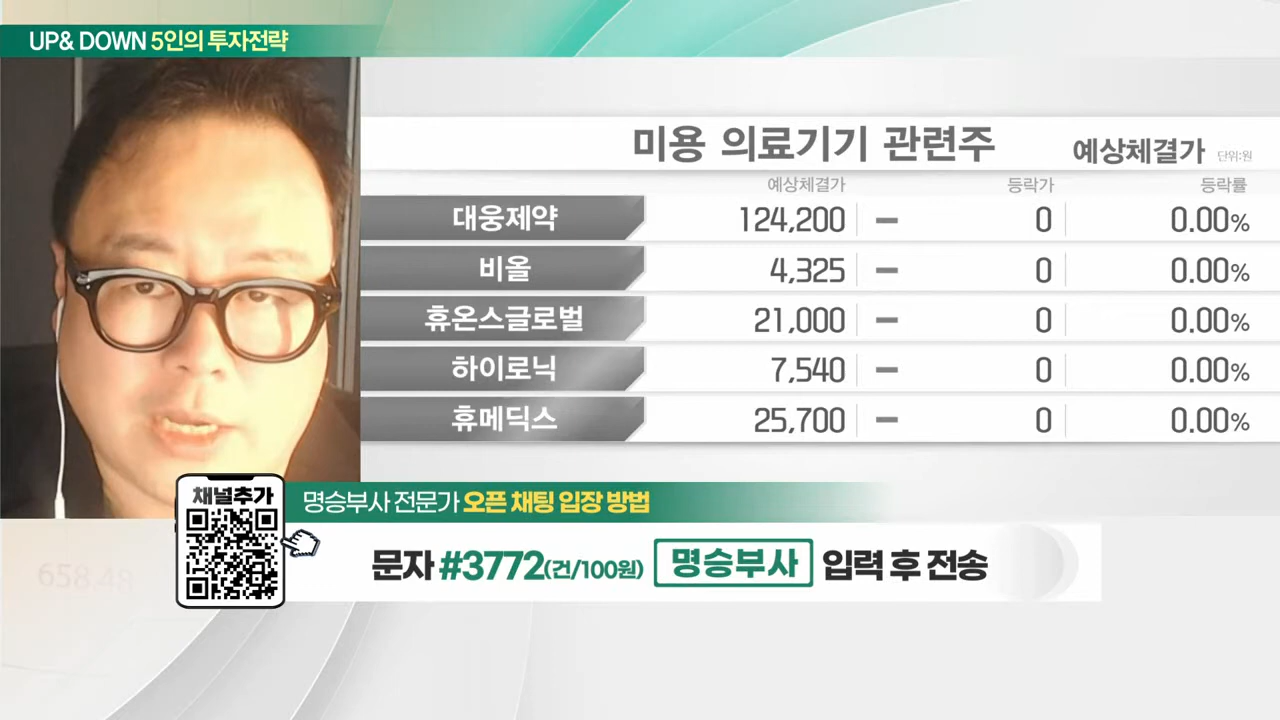 UP& DOWN 5인의 투자전략
미용 의료기기 관련주 예상체결가 단위:원
예상체결가 등락가 등락률
대웅제약 124,200 0 0.00%
비올 4,325 0 0.00%
휴온스글로벌 21,000 0 0.00%
하이로닉 7,540 0 0.00%
휴메딕스 25,700 0 0.00%
채널추가
명승부사 전문가 오픈 채팅 입장 방법
문자 #3772(건/100원) 명승부사 입력 후 전송
658.48